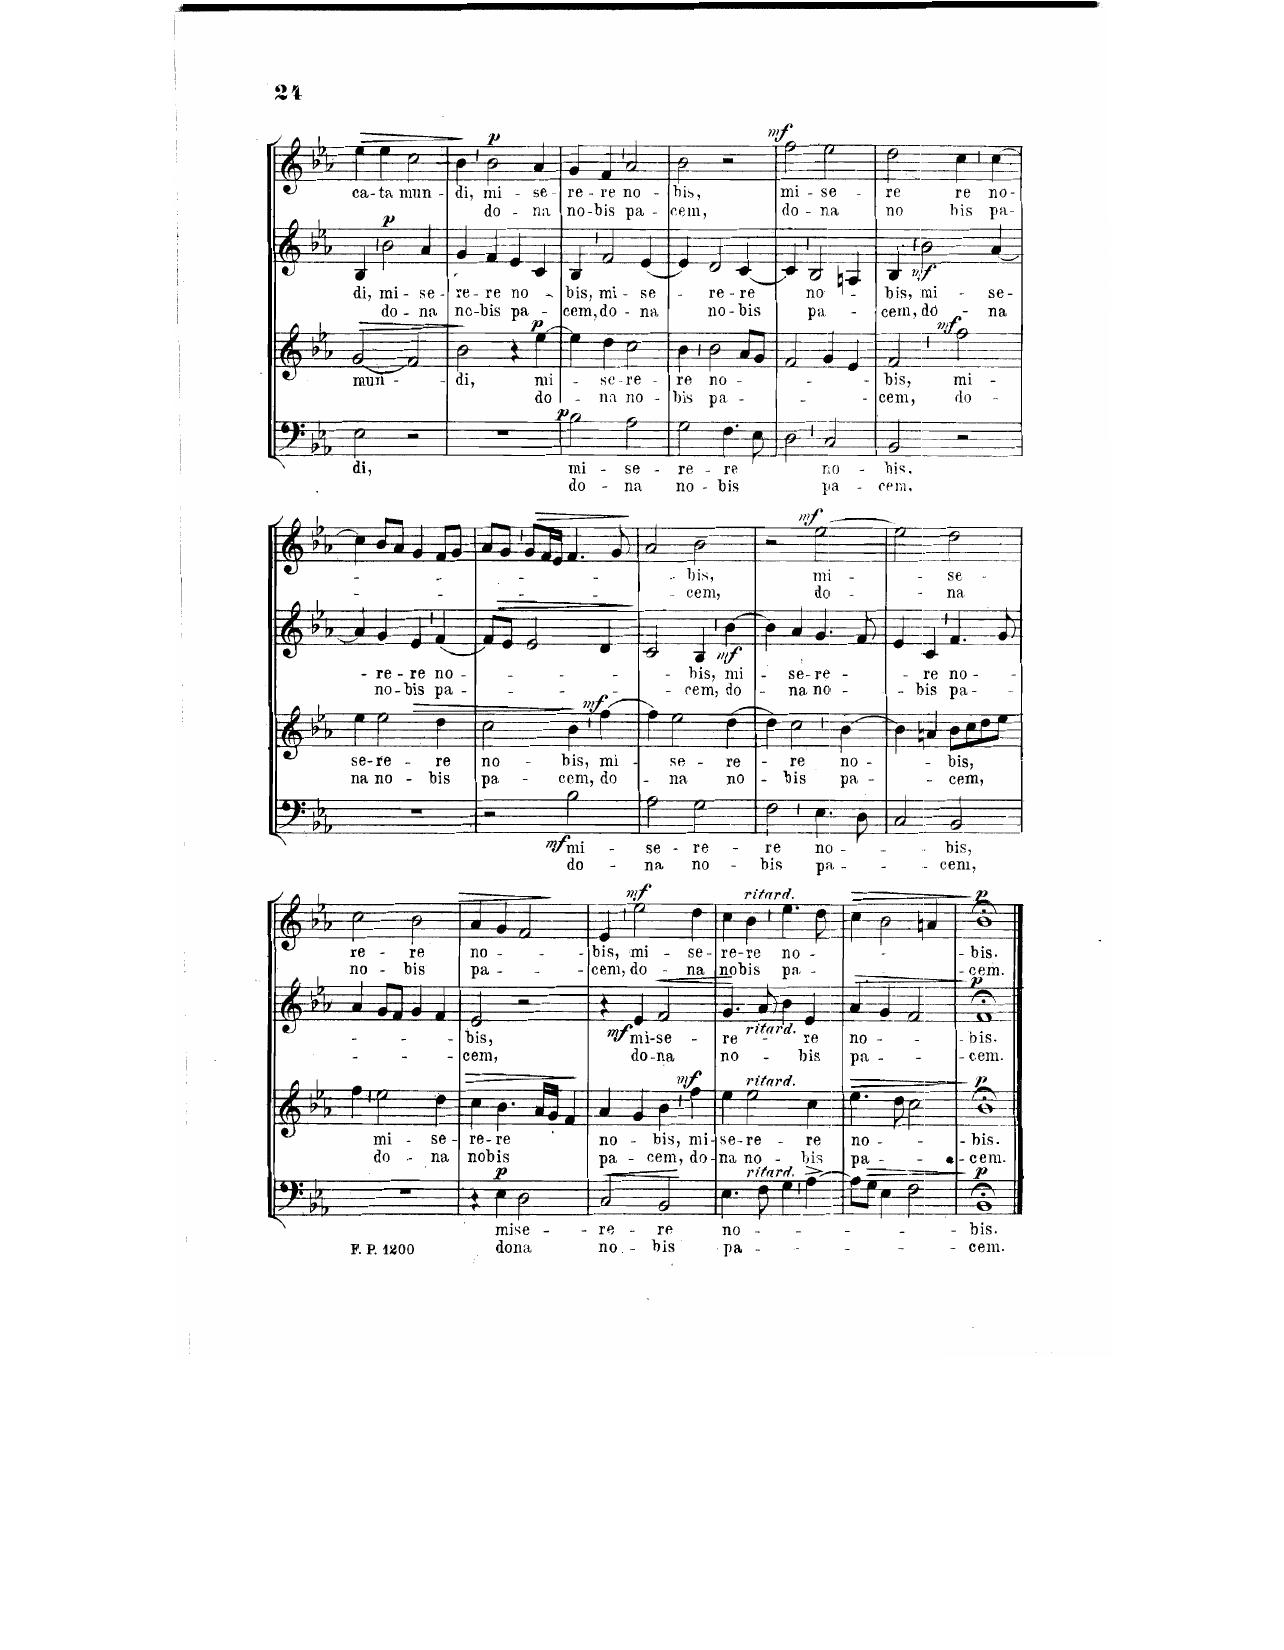 24
mf
p
ca-ta mun - di, mi - se - re - re no - bis, mi - se - re re no -
do - na no-bis pa - cem, do - na no bis pa -
p
mf
di, mi - se - re - re no - bis, mi - se - re - re no - bis, mi - se -
do - na no-bis pa - cem, do - na no - bis pa - cem, do - na
p mf
mun - di, mi - se - re - re no - bis, mi -
do - na no - bis pa - cem, do -
p
di, mi - se - re - re no - bis.
do - na no - bis pa - cem.
mf
- bis, mi - se -
- cem, do - na
mf
- re - re no - bis, mi - se - re - re no -
no - bis pa - cem, do - na no - bis pa -
mf
se - re - re no - bis, mi - se - re - re no - bis,
na no - bis pa - cem, do - na no - bis pa - cem,
mf mi - se - re - re no - bis,
do - na no - bis pa - cem,
mf ritard. p
re - re no - bis, mi - se - re-re no - bis.
no - bis pa - cem, do - na nobis pa - cem.
p
mf ritard.
- bis, mi-se - re - re no - bis.
- cem, do-na no - bis pa - cem.
mf ritard. p
mi - se - re-re no - bis, mi-se-re - re no - bis.
do - na nobis pa - cem, do-na no - bis pa - cem.
p ritard. p
mise - re - re no - bis.
dona no - bis pa - cem.
F. P. 1200